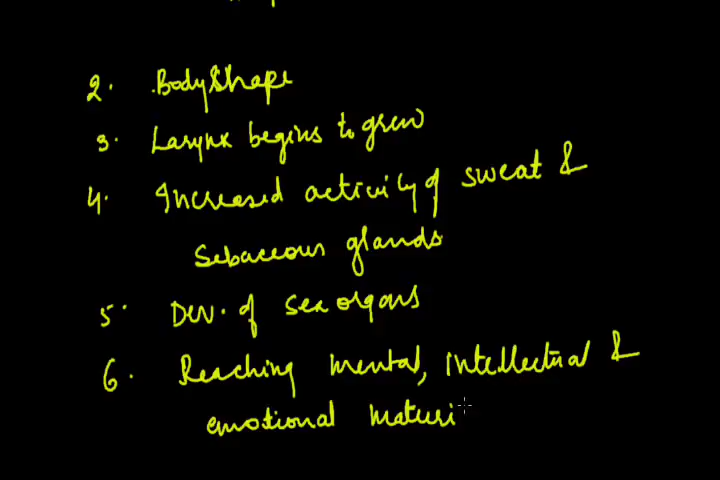 2. Body Shape
3. Larynx begins to grow
4. Increased activity of sweat &
Sebaceous glands
5. Dev. of sex organs
6. Reaching mental, intellectual &
emotional maturi